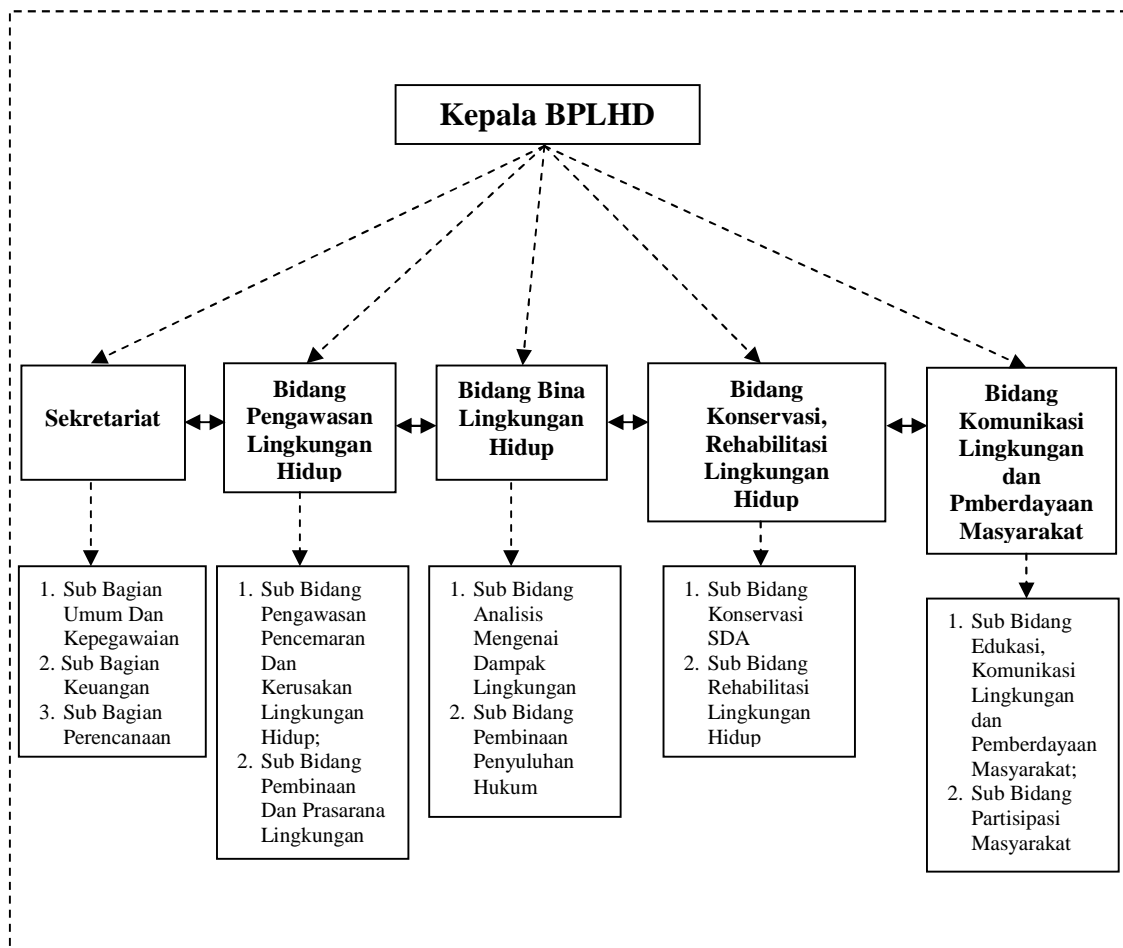 Kepala BPLHD
Sekretariat
Bidang
Pengawasan
Lingkungan
Hidup
Bidang Bina
Lingkungan
Hidup
Bidang
Konservasi,
Rehabilitasi
Lingkungan
Hidup
Bidang
Komunikasi
Lingkungan
dan
Pmberdayaan
Masyarakat
1. Sub Bagian
Umum Dan
Kepegawaian
2. Sub Bagian
Keuangan
3. Sub Bagian
Perencanaan
1. Sub Bidang
Pengawasan
Pencemaran
Dan
Kerusakan
Lingkungan
Hidup;
2. Sub Bidang
Pembinaan
Dan Prasarana
Lingkungan
1. Sub Bidang
Analisis
Mengenai
Dampak
Lingkungan
2. Sub Bidang
Pembinaan
Penyuluhan
Hukum
1. Sub Bidang
Konservasi
SDA
2. Sub Bidang
Rehabilitasi
Lingkungan
Hidup
1. Sub Bidang
Edukasi,
Komunikasi
Lingkungan
dan
Pemberdayaan
Masyarakat;
2. Sub Bidang
Partisipasi
Masyarakat